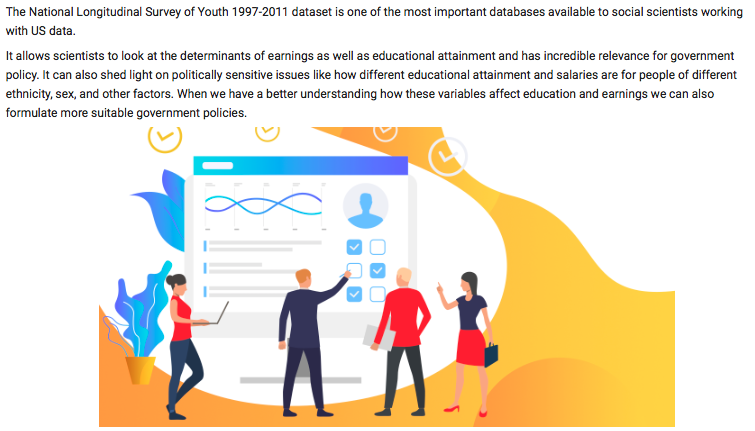 The National Longitudinal Survey of Youth 1997-2011 dataset is one of the most important databases available to social scientists working
with US data.
It allows scientists to look at the determinants of earnings as well as educational attainment and has incredible relevance for government
policy. It can also shed light on politically sensitive issues like how different educational attainment and salaries are for people of different
ethnicity, sex, and other factors. When we have a better understanding how these variables affect education and earnings we can also
formulate more suitable government policies.